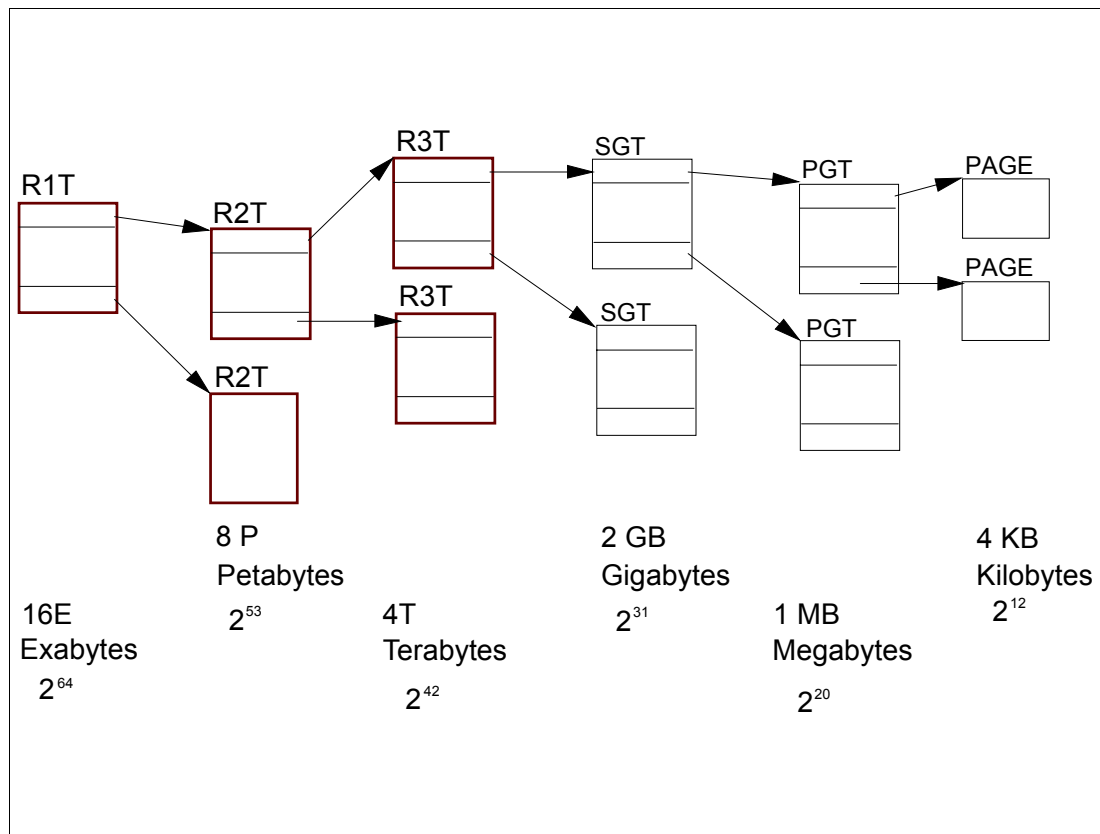 R1T
R2T
R2T
R3T
R3T
SGT
SGT
PGT
PGT
PAGE
PAGE
16E
Exabytes
2^64
8 P
Petabytes
2^53
4T
Terabytes
2^42
2 GB
Gigabytes
2^31
1 MB
Megabytes
2^20
4 KB
Kilobytes
2^12